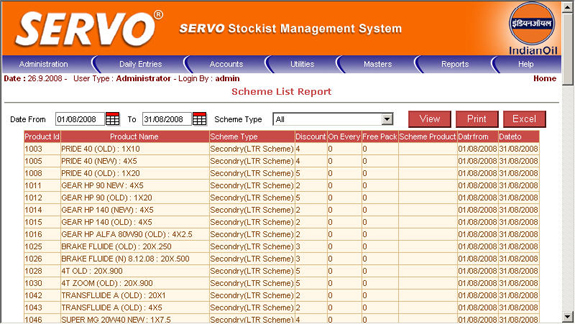 SERVO®
SERVO Stockist Management System
इंडियनऑयल
IndianOil
Administration Daily Entries Accounts Utilities Masters Reports Help
Date : 26.9.2008 - User Type : Administrator - Login By : admin Home
Scheme List Report
Date From 01/08/2008 To 31/08/2008 Scheme Type All View Print Excel
Product Id Product Name Scheme Type Discount On Every Free Pack Scheme Product Datrfrom Dateto
1003 PRIDE 40 (OLD) : 1X10 Secondry(LTR Scheme) 4 0 0 01/08/2008 31/08/2008
1005 PRIDE 40 (NEW) : 4X5 Secondry(LTR Scheme) 4 0 0 01/08/2008 31/08/2008
1008 PRIDE 40 (OLD) : 1X20 Secondry(LTR Scheme) 5 0 0 01/08/2008 31/08/2008
1011 GEAR HP 90 NEW : 4X5 Secondry(LTR Scheme) 2 0 0 01/08/2008 31/08/2008
1012 GEAR HP 90 (OLD) : 1X20 Secondry(LTR Scheme) 5 0 0 01/08/2008 31/08/2008
1014 GEAR HP 140 (NEW) : 4X5 Secondry(LTR Scheme) 2 0 0 01/08/2008 31/08/2008
1015 GEAR HP 140 (OLD) : 4X5 Secondry(LTR Scheme) 2 0 0 01/08/2008 31/08/2008
1016 GEAR HP ALFA 80W90 (OLD) : 4X2.5 Secondry(LTR Scheme) 2 0 0 01/08/2008 31/08/2008
1025 BRAKE FLUIDE (OLD) : 20X.250 Secondry(LTR Scheme) 3 0 0 01/08/2008 31/08/2008
1026 BRAKE FLUIDE (N) 8.12.08 : 20X.500 Secondry(LTR Scheme) 3 0 0 01/08/2008 31/08/2008
1028 4T OLD : 20X.900 Secondry(LTR Scheme) 5 0 0 01/08/2008 31/08/2008
1030 4T ZOOM (OLD) : 20X.900 Secondry(LTR Scheme) 5 0 0 01/08/2008 31/08/2008
1042 TRANSFLUIDE A (OLD) : 20X1 Secondry(LTR Scheme) 2 0 0 01/08/2008 31/08/2008
1043 TRANSFLUIDE A (OLD) : 4X5 Secondry(LTR Scheme) 2 0 0 01/08/2008 31/08/2008
1046 SUPER MG 20W40 NEW : 1X7.5 Secondry(LTR Scheme) 5 0 0 01/08/2008 31/08/2008